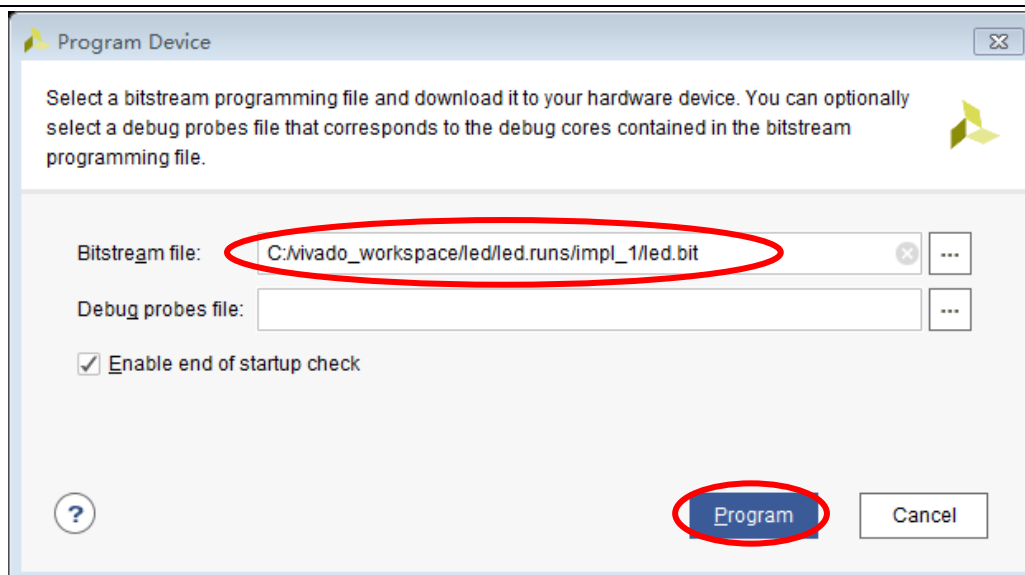 Program Device
Select a bitstream programming file and download it to your hardware device. You can optionally
select a debug probes file that corresponds to the debug cores contained in the bitstream
programming file.
Bitstream file: C:/vivado_workspace/led/led.runs/impl_1/led.bit ...
Debug probes file: ...
Enable end of startup check
? Program Cancel